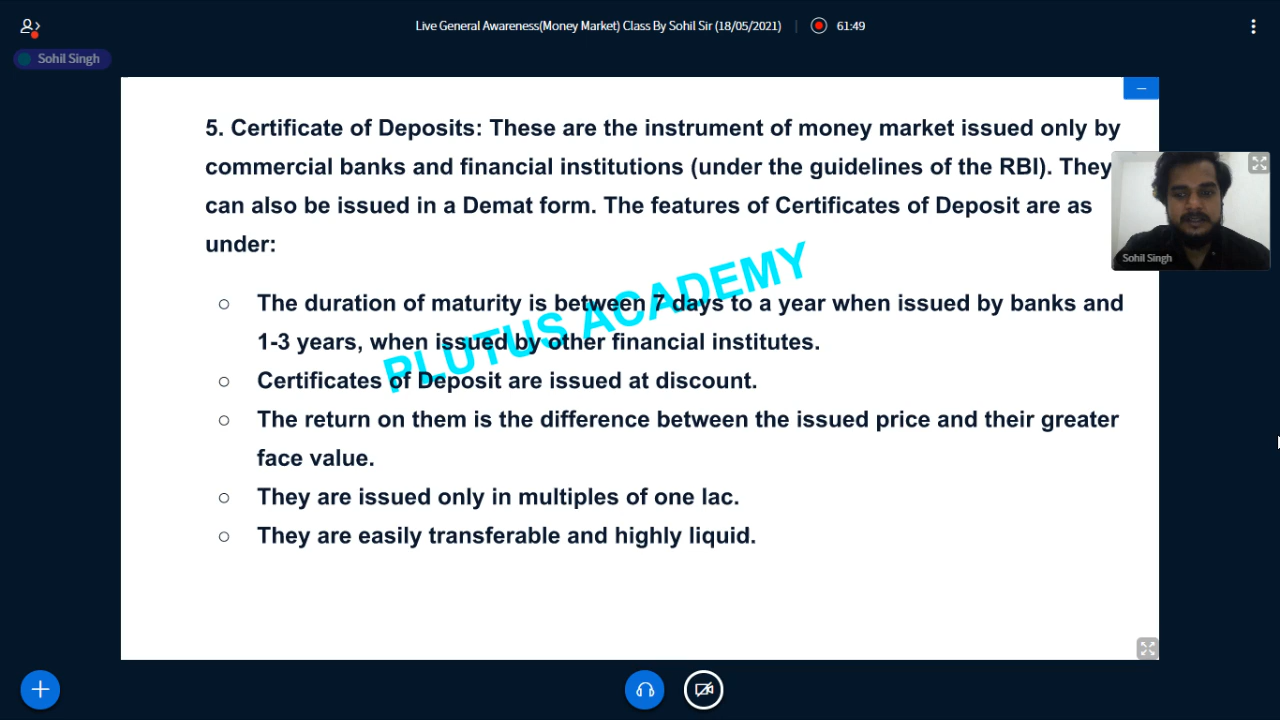 Live General Awareness(Money Market) Class By Sohil Sir (18/05/2021) | 61:49
Sohil Singh
5. Certificate of Deposits: These are the instrument of money market issued only by
commercial banks and financial institutions (under the guidelines of the RBI). They
can also be issued in a Demat form. The features of Certificates of Deposit are as
under:
Sohil Singh
PLUTUS ACADEMY
○ The duration of maturity is between 7 days to a year when issued by banks and
1-3 years, when issued by other financial institutes.
○ Certificates of Deposit are issued at discount.
○ The return on them is the difference between the issued price and their greater
face value.
○ They are issued only in multiples of one lac.
○ They are easily transferable and highly liquid.